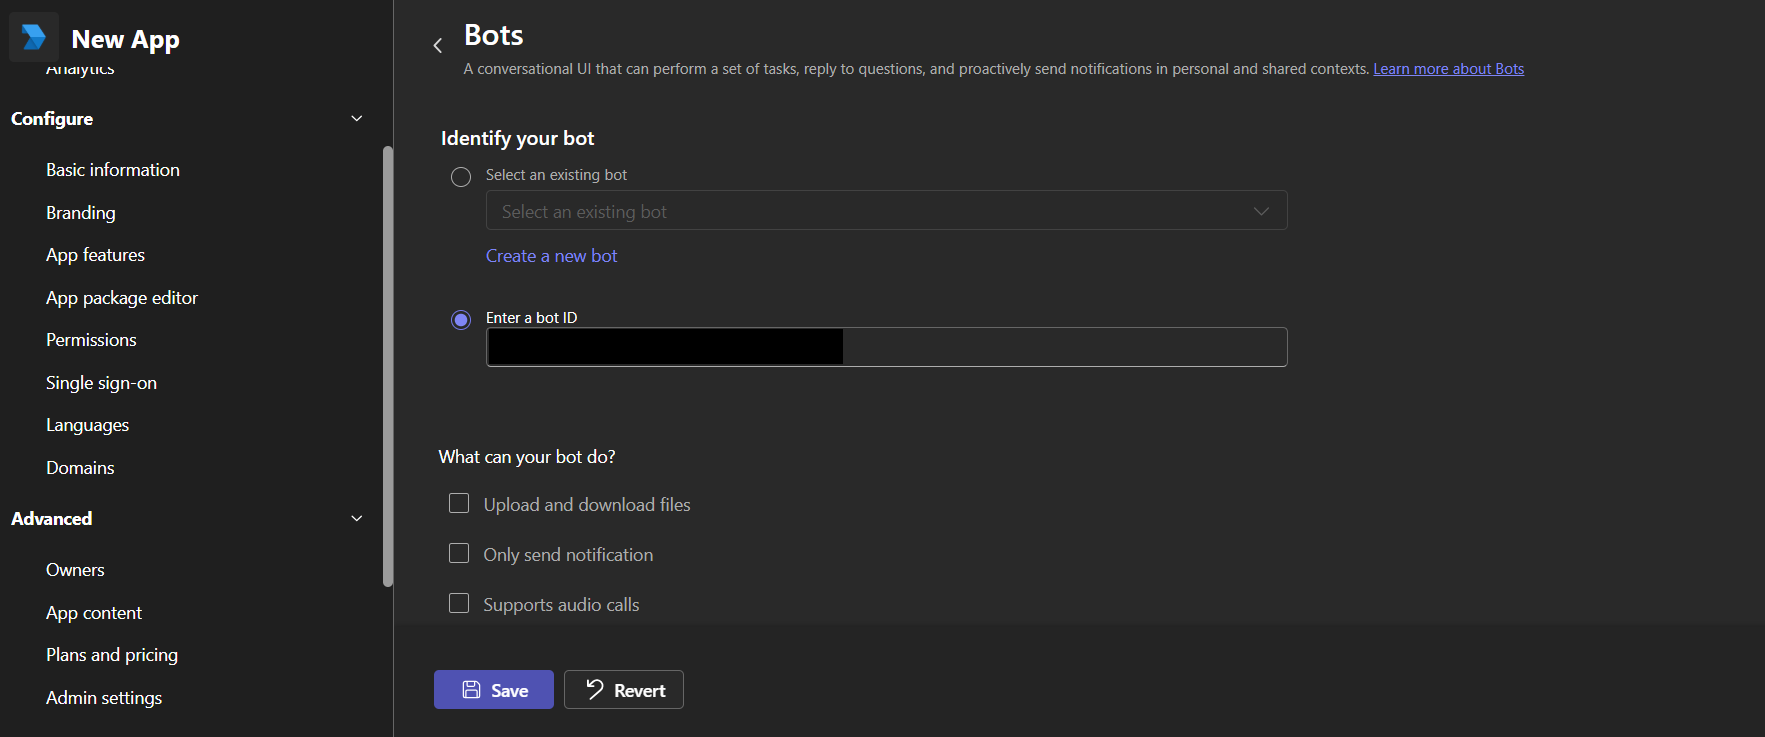 New App
Analytics
Configure
Basic information
Branding
App features
App package editor
Permissions
Single sign-on
Languages
Domains
Advanced
Owners
App content
Plans and pricing
Admin settings
Bots
A conversational UI that can perform a set of tasks, reply to questions, and proactively send notifications in personal and shared contexts. Learn more about Bots
Identify your bot
Select an existing bot
Select an existing bot
Create a new bot
Enter a bot ID
What can your bot do?
Upload and download files
Only send notification
Supports audio calls
Save
Revert